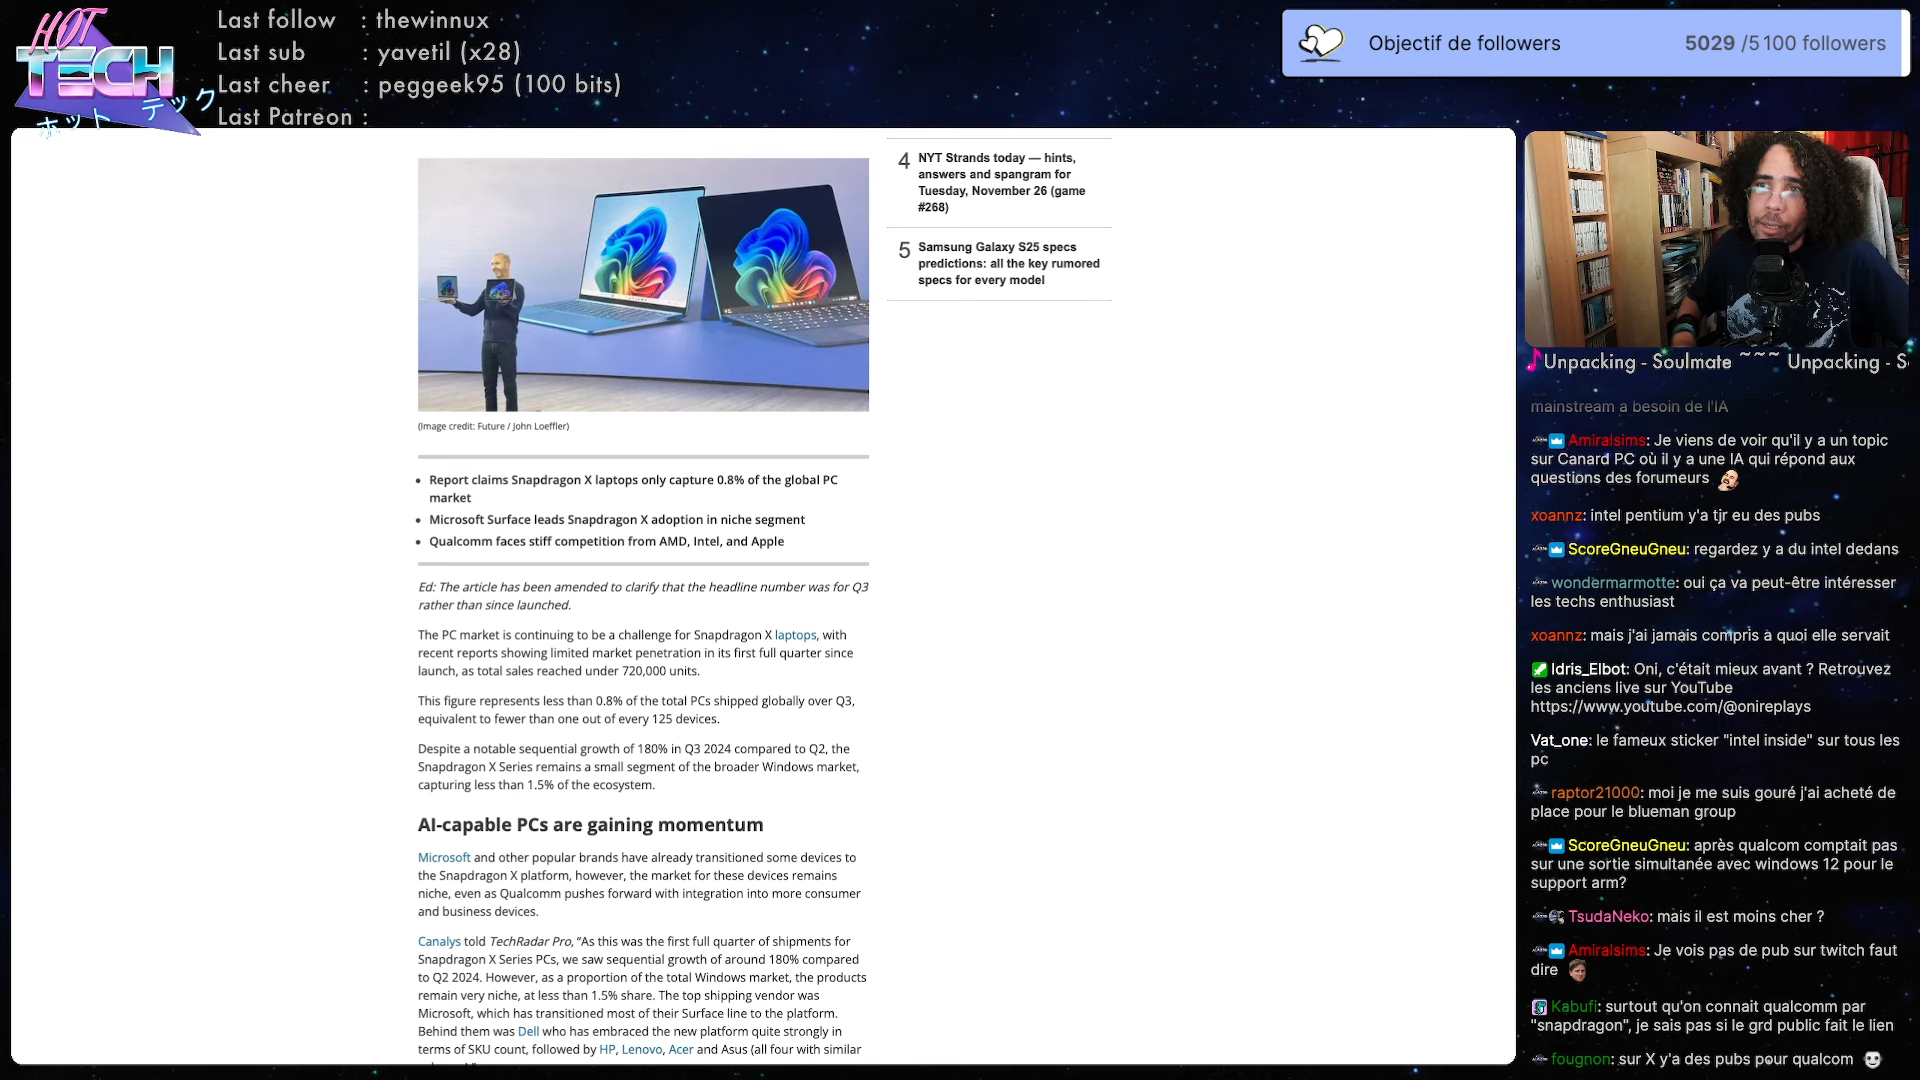 HOT
TECH
ホット テック
Last follow : thewinnux
Last sub : yavetil (x28)
Last cheer : peggeek95 (100 bits)
Last Patreon :
Objectif de followers 5029 /5 100 followers
(Image credit: Future / John Loeffler)
• Report claims Snapdragon X laptops only capture 0.8% of the global PC
market
• Microsoft Surface leads Snapdragon X adoption in niche segment
• Qualcomm faces stiff competition from AMD, Intel, and Apple
Ed: The article has been amended to clarify that the headline number was for Q3
rather than since launched.
The PC market is continuing to be a challenge for Snapdragon X laptops, with
recent reports showing limited market penetration in its first full quarter since
launch, as total sales reached under 720,000 units.
This figure represents less than 0.8% of the total PCs shipped globally over Q3,
equivalent to fewer than one out of every 125 devices.
Despite a notable sequential growth of 180% in Q3 2024 compared to Q2, the
Snapdragon X Series remains a small segment of the broader Windows market,
capturing less than 1.5% of the ecosystem.
AI-capable PCs are gaining momentum
Microsoft and other popular brands have already transitioned some devices to
the Snapdragon X platform, however, the market for these devices remains
niche, even as Qualcomm pushes forward with integration into more consumer
and business devices.
Canalys told TechRadar Pro, “As this was the first full quarter of shipments for
Snapdragon X Series PCs, we saw sequential growth of around 180% compared
to Q2 2024. However, as a proportion of the total Windows market, the products
remain very niche, at less than 1.5% share. The top shipping vendor was
Microsoft, which has transitioned most of their Surface line to the platform.
Behind them was Dell who has embraced the new platform quite strongly in
terms of SKU count, followed by HP, Lenovo, Acer and Asus (all four with similar
4 NYT Strands today — hints,
answers and spangram for
Tuesday, November 26 (game
#268)
5 Samsung Galaxy S25 specs
predictions: all the key rumored
specs for every model
Unpacking - Soulmate ~~~ Unpacking - S
mainstream a besoin de l'IA
Amiralsims: Je viens de voir qu'il y a un topic
sur Canard PC où il y a une IA qui répond aux
questions des forumeurs
xoannz: intel pentium y'a tjr eu des pubs
ScoreGneuGneu: regardez y a du intel dedans
wondermarmotte: oui ça va peut-être intéresser
les techs enthusiast
xoannz: mais j'ai jamais compris a quoi elle servait
Idris_Elbot: Oni, c'était mieux avant ? Retrouvez
les anciens live sur YouTube
https://www.youtube.com/@onireplays
Vat_one: le fameux sticker "intel inside" sur tous les
pc
raptor21000: moi je me suis gouré j'ai acheté de
place pour le blueman group
ScoreGneuGneu: après qualcom comptait pas
sur une sortie simultanée avec windows 12 pour le
support arm?
TsudaNeko: mais il est moins cher ?
Amiralsims: Je vois pas de pub sur twitch faut
dire
Kabufi: surtout qu'on connait qualcomm par
"snapdragon", je sais pas si le grd public fait le lien
fougnon: sur X y'a des pubs pour qualcom